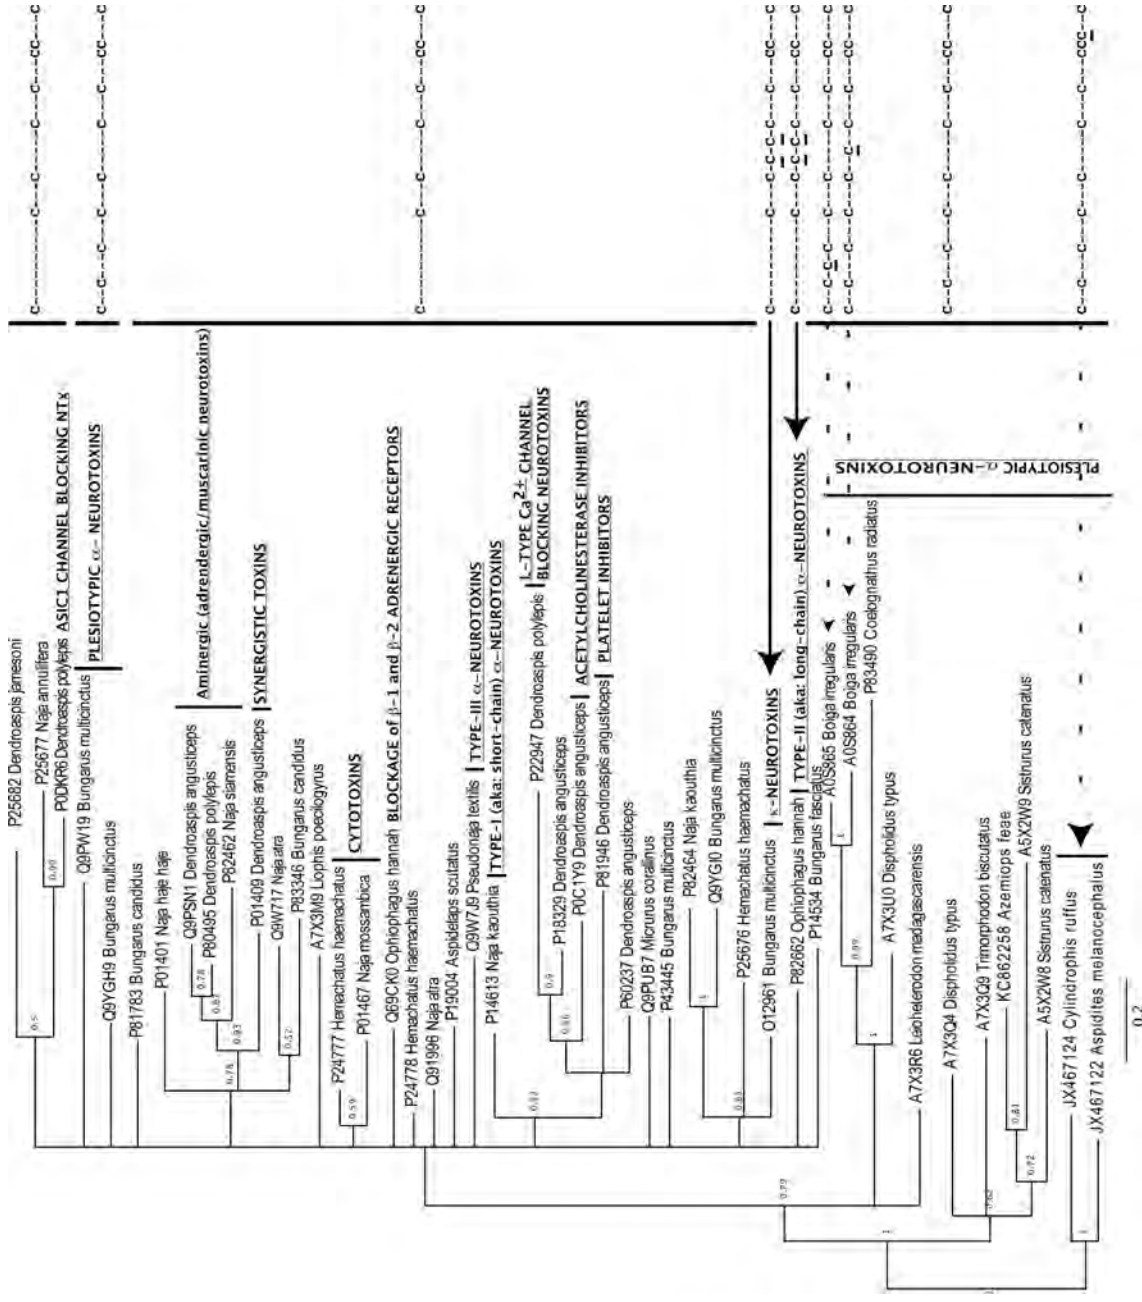 P25682 Dendroaspis jamesoni
P25677 Naja annulifera
P0DKR6 Dendroaspis polylepis ASIC1 CHANNEL BLOCKING NTx
Q9PW19 Bungarus multicinctus PLESIOTYPIC α- NEUROTOXINS
Q9YGH9 Bungarus multicinctus
P81783 Bungarus candidus
P01401 Naja haje haje
Q9PSN1 Dendroaspis angusticeps
P80495 Dendroaspis polylepis
Aminergic (adrendergic/muscarinic neurotoxins)
P82462 Naja siamensis
P01409 Dendroaspis angusticeps SYNERGISTIC TOXINS
Q9W717 Naja atra
P83346 Bungarus candidus
A7X3M9 Liophis poecilogyrus
P24777 Hemachatus haemachatus
CYTOTOXINS
P01467 Naja mossambica
Q69CK0 Ophiophagus hannah BLOCKAGE of β-1 and β-2 ADRENERGIC RECEPTORS
P24778 Hemachatus haemachatus
Q91996 Naja atra
P19004 Aspidelaps scutatus
Q9W7J9 Pseudonaja textilis TYPE-III α-NEUROTOXINS
P14613 Naja kaouthia TYPE-I (aka: short-chain) α-NEUROTOXINS
P22947 Dendroaspis polylepis L-TYPE Ca2+ CHANNEL
BLOCKING NEUROTOXINS
P18329 Dendroaspis angusticeps
P0C1Y9 Dendroaspis angusticeps ACETYLCHOLINESTERASE INHIBITORS
P81946 Dendroaspis angusticeps PLATELET INHIBITORS
P60237 Dendroaspis angusticeps
Q9PUB7 Micrurus corallinus
P43445 Bungarus multicinctus
P82464 Naja kaouthia
Q9YGI0 Bungarus multicinctus
P25676 Hemachatus haemachatus
O12961 Bungarus multicinctus κ-NEUROTOXINS
P82662 Ophiophagus hannah TYPE-II (aka: long-chain) α-NEUROTOXINS
P14534 Bungarus fasciatus
A0S865 Boiga irregularis
A0S864 Boiga irregularis
P83490 Coelognathus radiatus
PLESIOTYPIC α-NEUROTOXINS
A7X3U0 Dispholidus typus
A7X3R6 Leioheterodon madagascarensis
A7X3Q4 Dispholidus typus
A7X3Q9 Trimorphodon biscutatus
KC862258 Azemiops feae
A5X2W9 Sistrurus catenatus
A5X2W8 Sistrurus catenatus
JX467124 Cylindrophis ruffus
JX467122 Aspidites melanocephalus
0.2